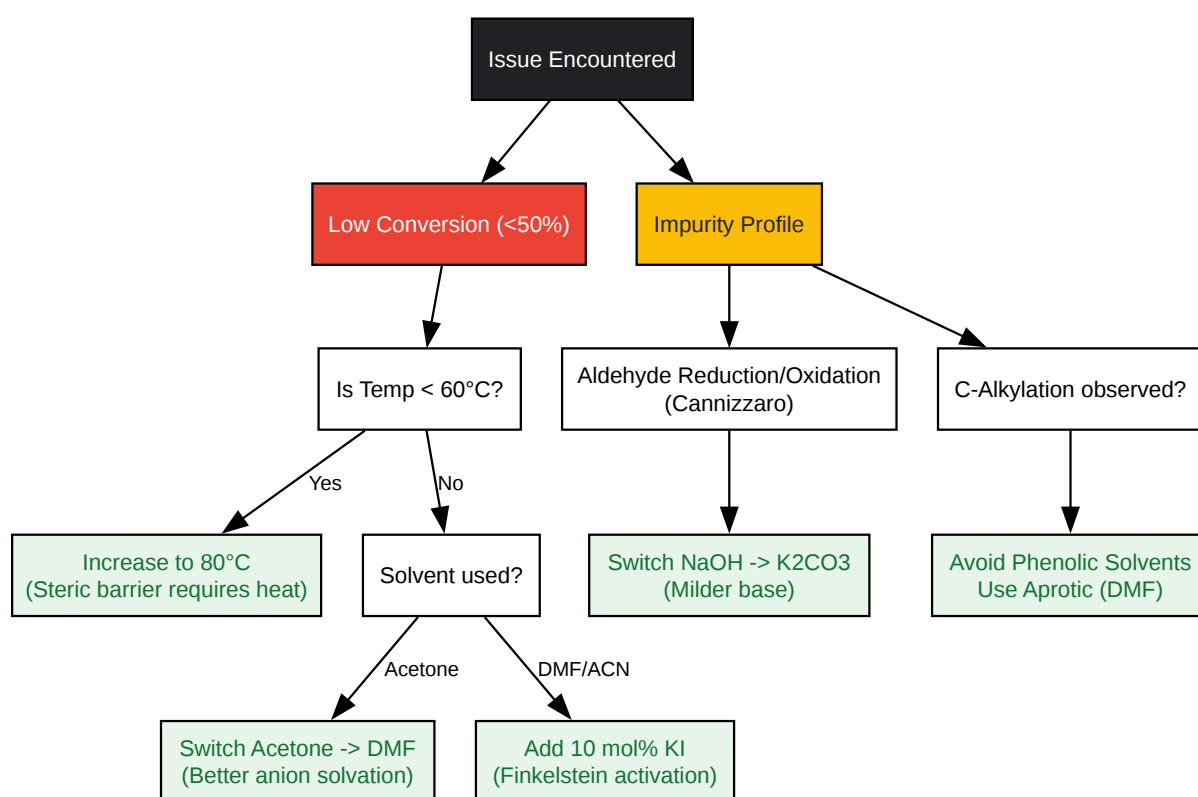 Issue Encountered
Low Conversion (<50%)
Impurity Profile
Is Temp < 60°C?
Aldehyde Reduction/Oxidation
(Cannizzaro)
C-Alkylation observed?
Yes
No
Increase to 80°C
(Steric barrier requires heat)
Solvent used?
Switch NaOH -> K2CO3
(Milder base)
Avoid Phenolic Solvents
Use Aprotic (DMF)
Acetone
DMF/ACN
Switch Acetone -> DMF
(Better anion solvation)
Add 10 mol% KI
(Finkelstein activation)